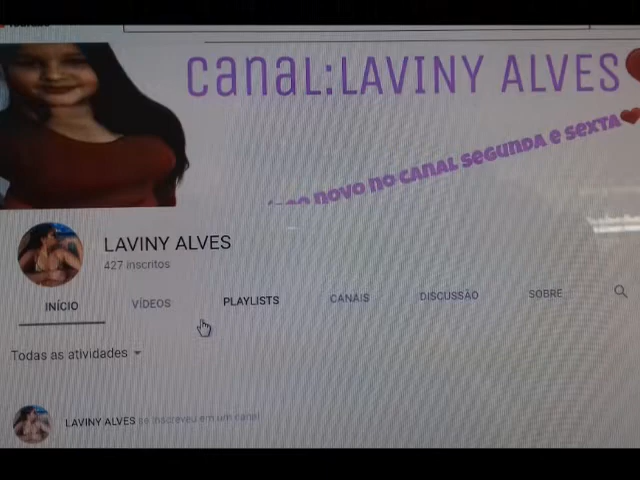 canal:LAVINY ALVES
novo no canal segunda e sexta
LAVINY ALVES
427 inscritos
INÍCIO VÍDEOS PLAYLISTS CANAIS DISCUSSÃO SOBRE
Todas as atividades
LAVINY ALVES se inscreveu em um canal